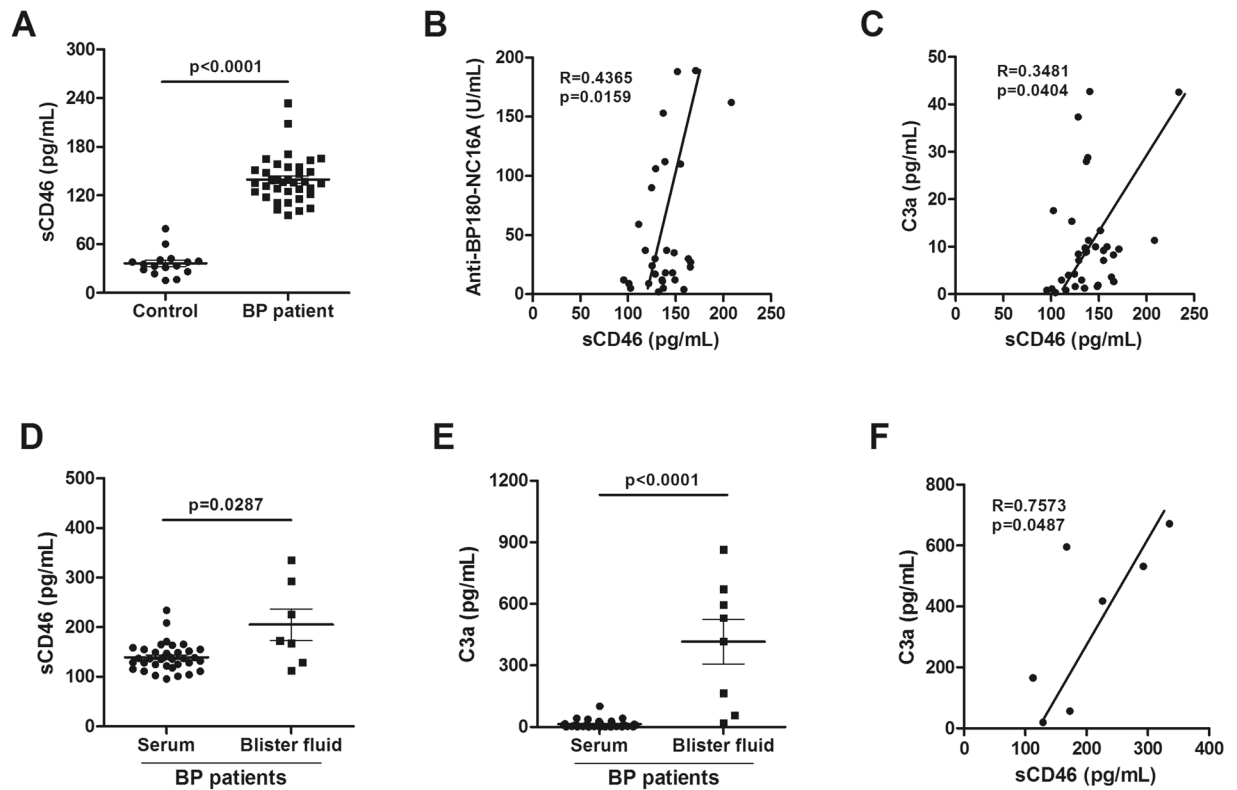 A
sCD46 (pg/mL)
300
240
180
120
60
0
p<0.0001
Control
BP patient
B
Anti-BP180-NC16A (U/mL)
200
150
100
50
0
R=0.4365
p=0.0159
0
50
100
150
200
250
sCD46 (pg/mL)
C
C3a (pg/mL)
50
40
30
20
10
0
R=0.3481
p=0.0404
0
50
100
150
200
250
sCD46 (pg/mL)
D
sCD46 (pg/mL)
500
400
300
200
100
0
p=0.0287
Serum
Blister fluid
BP patients
E
C3a (pg/mL)
1200
900
600
300
0
p<0.0001
Serum
Blister fluid
BP patients
F
C3a (pg/mL)
800
600
400
200
0
R=0.7573
p=0.0487
0
100
200
300
400
sCD46 (pg/mL)